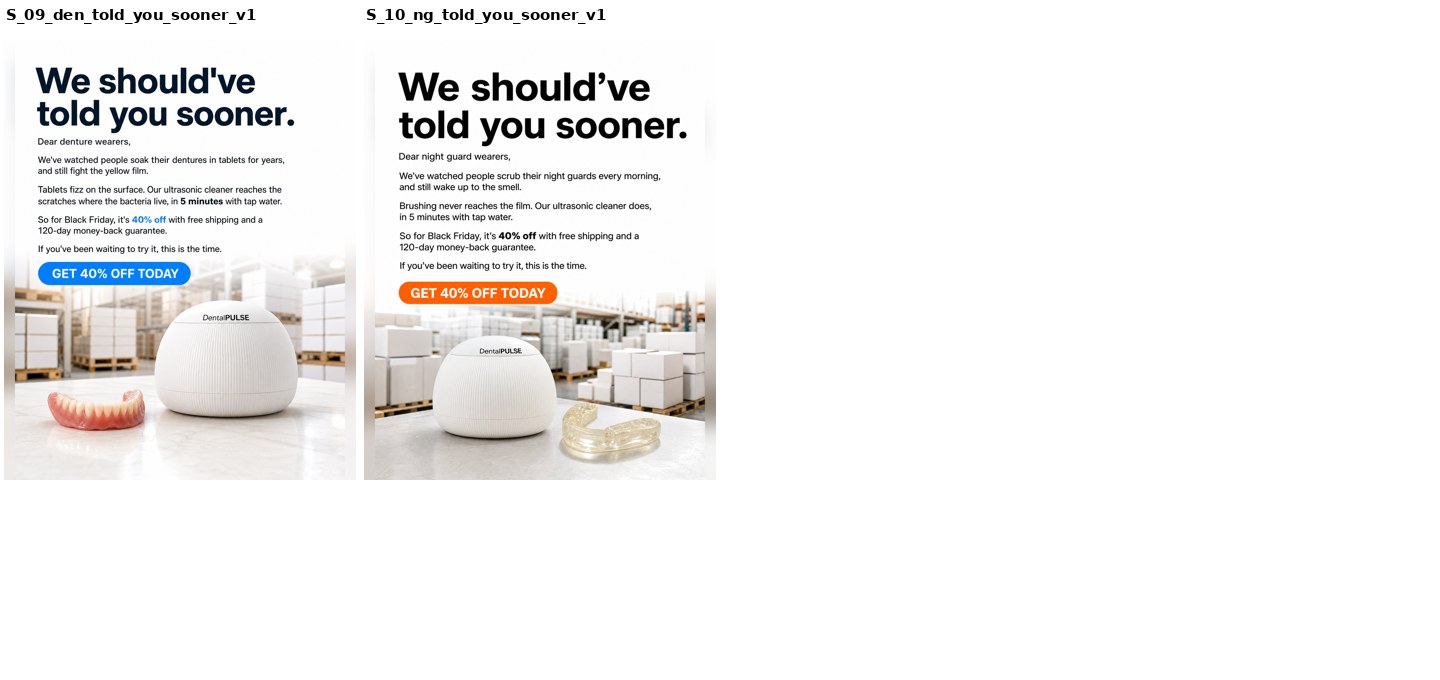 S_09_den_told_you_sooner_v1
We should've
told you sooner.
Dear denture wearers,
We've watched people soak their dentures in tablets for years,
and still fight the yellow film.
Tablets fizz on the surface. Our ultrasonic cleaner reaches the
scratches where the bacteria live, in 5 minutes with tap water.
So for Black Friday, it's 40% off with free shipping and a
120-day money-back guarantee.
If you've been waiting to try it, this is the time.
GET 40% OFF TODAY
DentalPULSE
S_10_ng_told_you_sooner_v1
We should’ve
told you sooner.
Dear night guard wearers,
We've watched people scrub their night guards every morning,
and still wake up to the smell.
Brushing never reaches the film. Our ultrasonic cleaner does,
in 5 minutes with tap water.
So for Black Friday, it's 40% off with free shipping and a
120-day money-back guarantee.
If you've been waiting to try it, this is the time.
GET 40% OFF TODAY
DentalPULSE